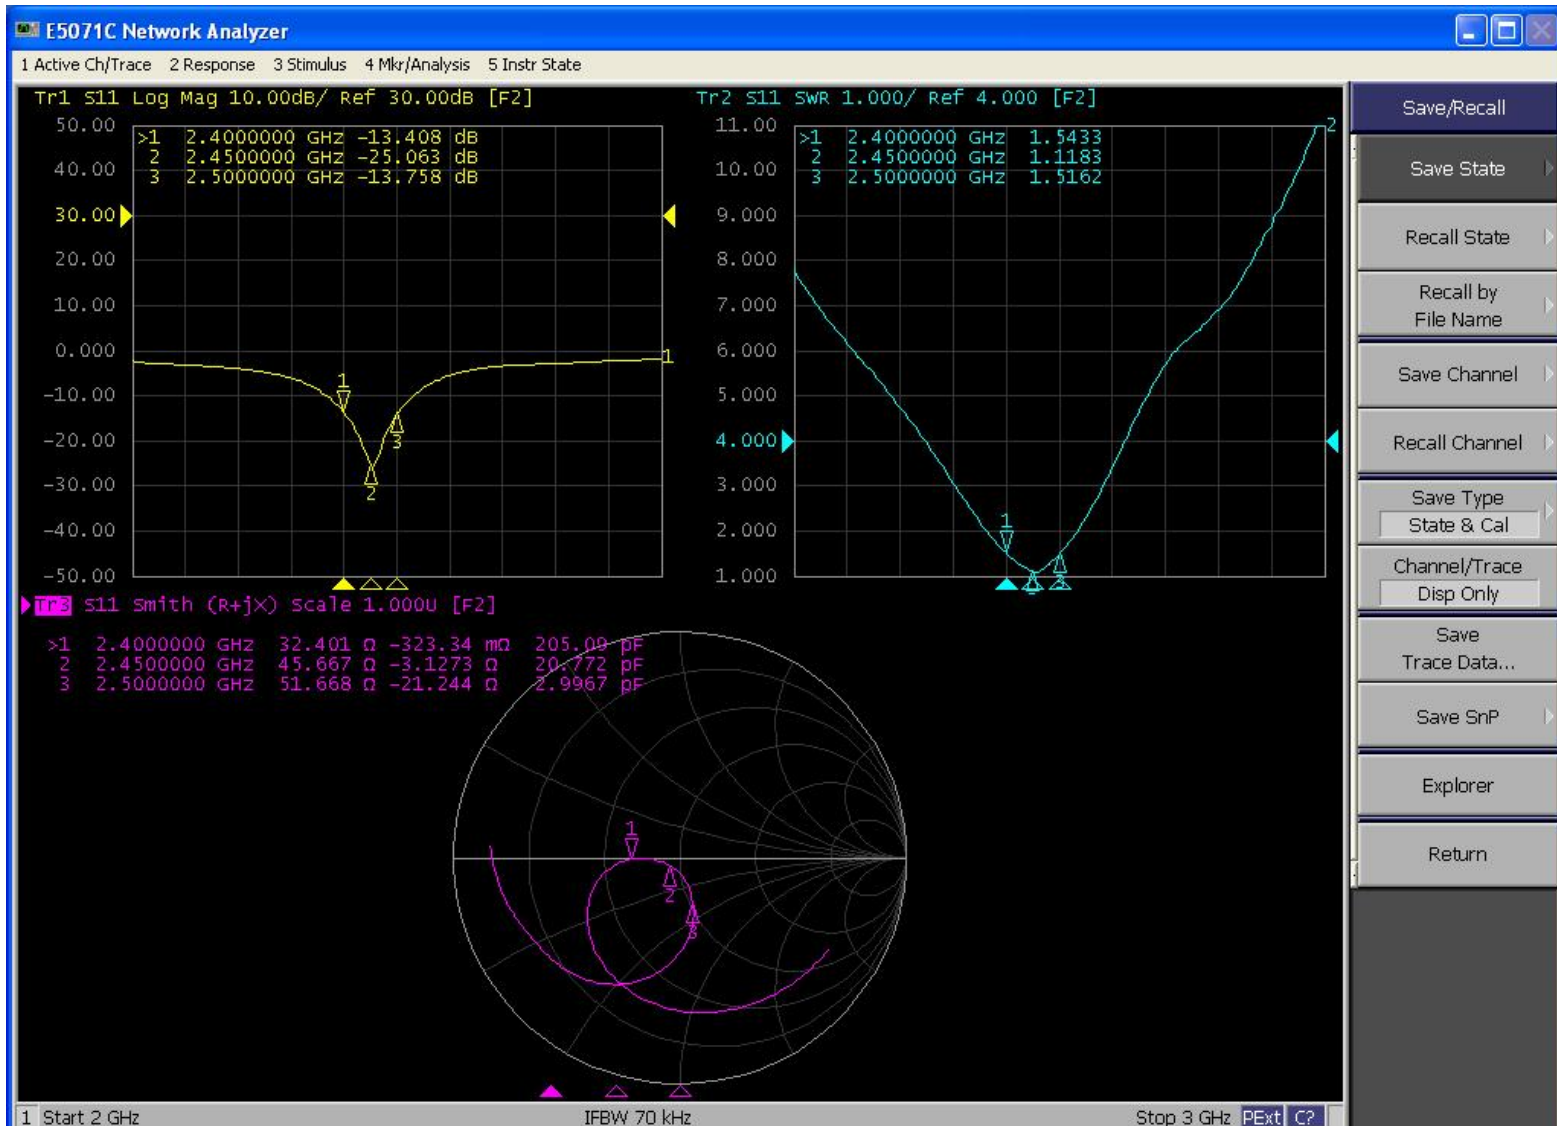 E5071C Network Analyzer
1 Active Ch/Trace 2 Response 3 Stimulus 4 Mkr/Analysis 5 Instr State
Tr1 S11 Log Mag 10.00dB/ Ref 30.00dB [F2]
50.00
40.00
30.00
20.00
10.00
0.000
-10.00
-20.00
-30.00
-40.00
-50.00
>1 2.4000000 GHz -13.408 dB
2 2.4500000 GHz -25.063 dB
3 2.5000000 GHz -13.758 dB
1
2
3
1
Tr2 S11 SWR 1.000/ Ref 4.000 [F2]
11.00
10.00
9.000
8.000
7.000
6.000
5.000
4.000
3.000
2.000
1.000
>1 2.4000000 GHz 1.5433
2 2.4500000 GHz 1.1183
3 2.5000000 GHz 1.5162
2
1
3
Tr3 S11 Smith (R+jX) Scale 1.000U [F2]
>1 2.4000000 GHz 32.401 Ω -323.34 mΩ 205.09 pF
2 2.4500000 GHz 45.667 Ω -3.1273 Ω 20.772 pF
3 2.5000000 GHz 51.668 Ω -21.244 Ω 2.9967 pF
1
2
3
1 Start 2 GHz IFBW 70 kHz Stop 3 GHz PExt C?
Save/Recall
Save State
Recall State
Recall by
File Name
Save Channel
Recall Channel
Save Type
State & Cal
Channel/Trace
Disp Only
Save
Trace Data...
Save SnP
Explorer
Return